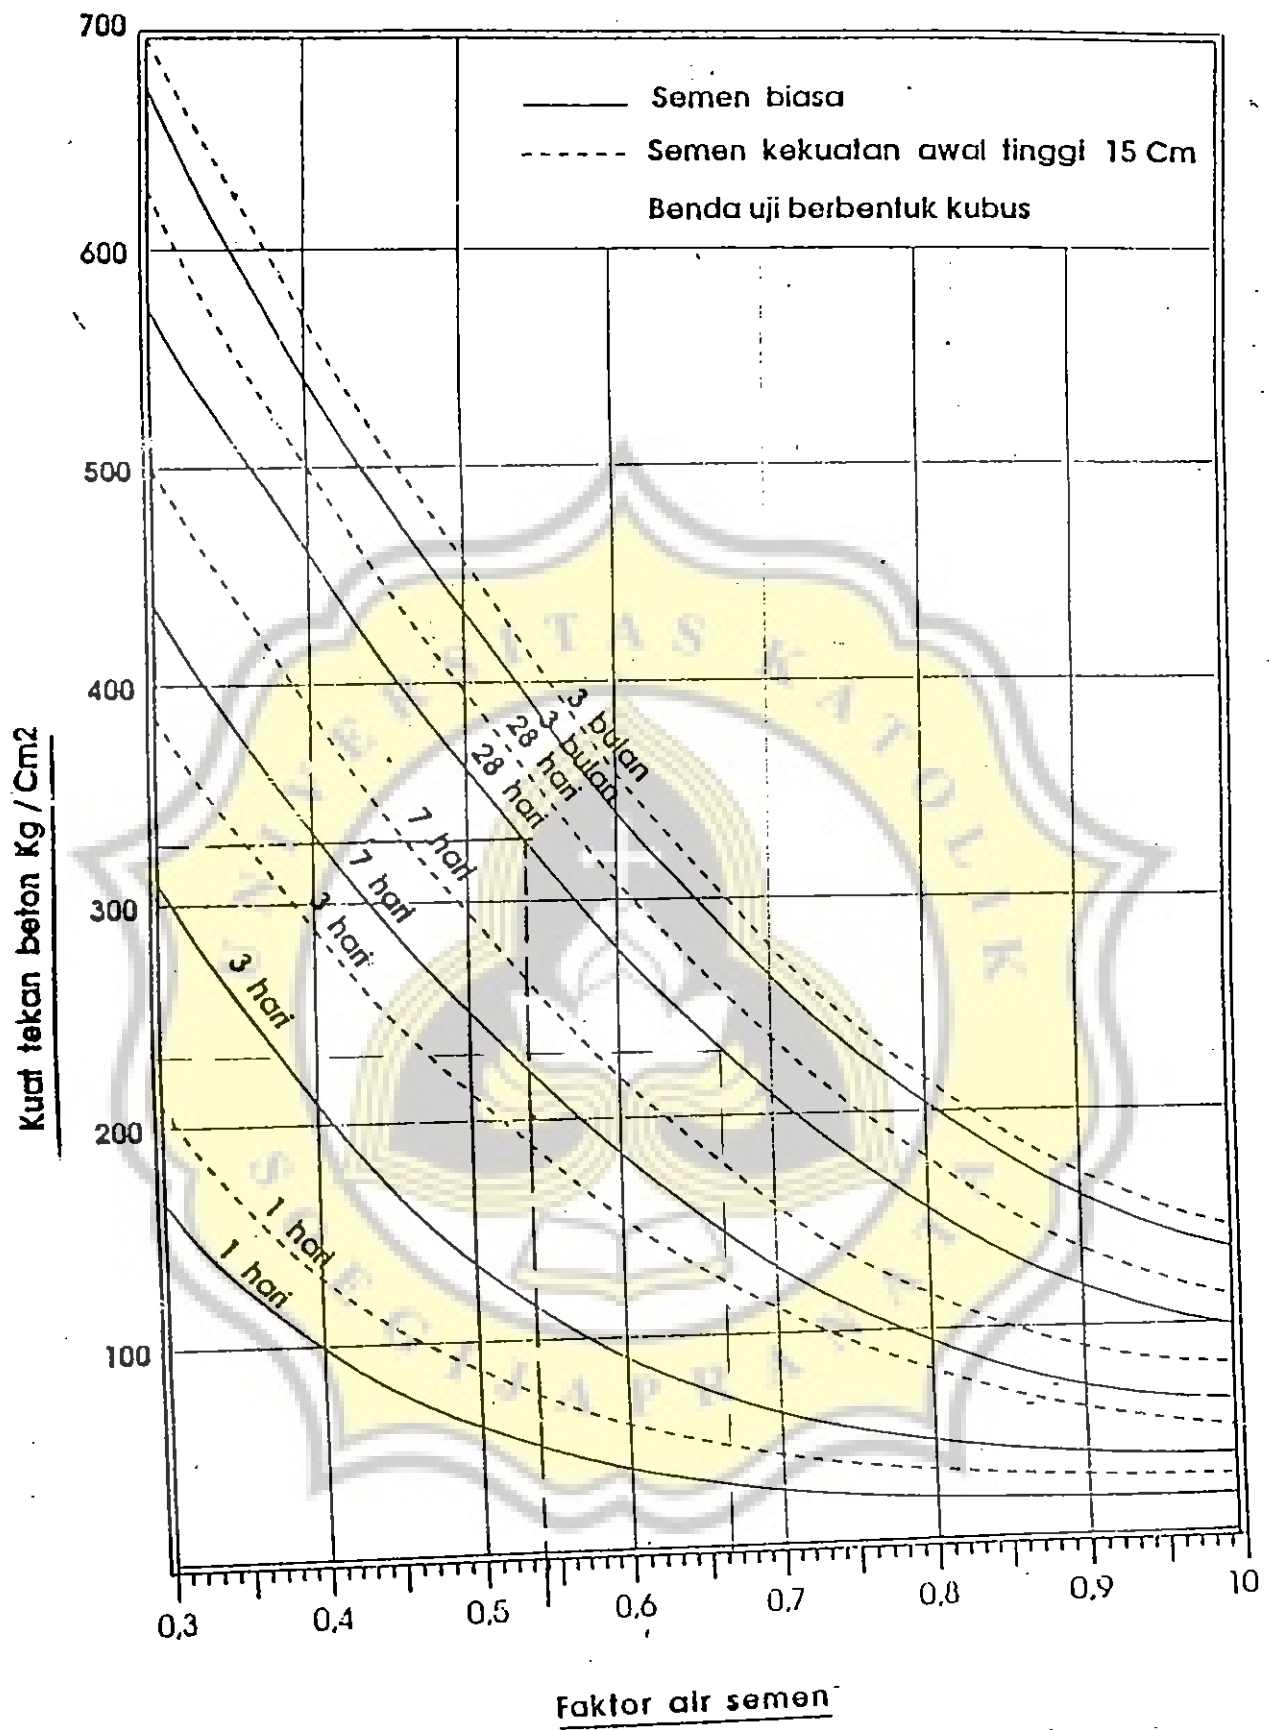 700
Semen biasa
Semen kekuatan awal tinggi 15 Cm
Benda uji berbentuk kubus
600
500
400
300
200
100
Kuat tekan beton Kg / Cm2
3 bulan
3 bulan
28 hari
28 hari
7 hari
7 hari
3 hari
3 hari
1 hari
1 hari
0,3
0,4
0,5
0,6
0,7
0,8
0,9
10
Faktor air semen
UNIVERSITAS KATOLIK
SOEGIJAPRANATA